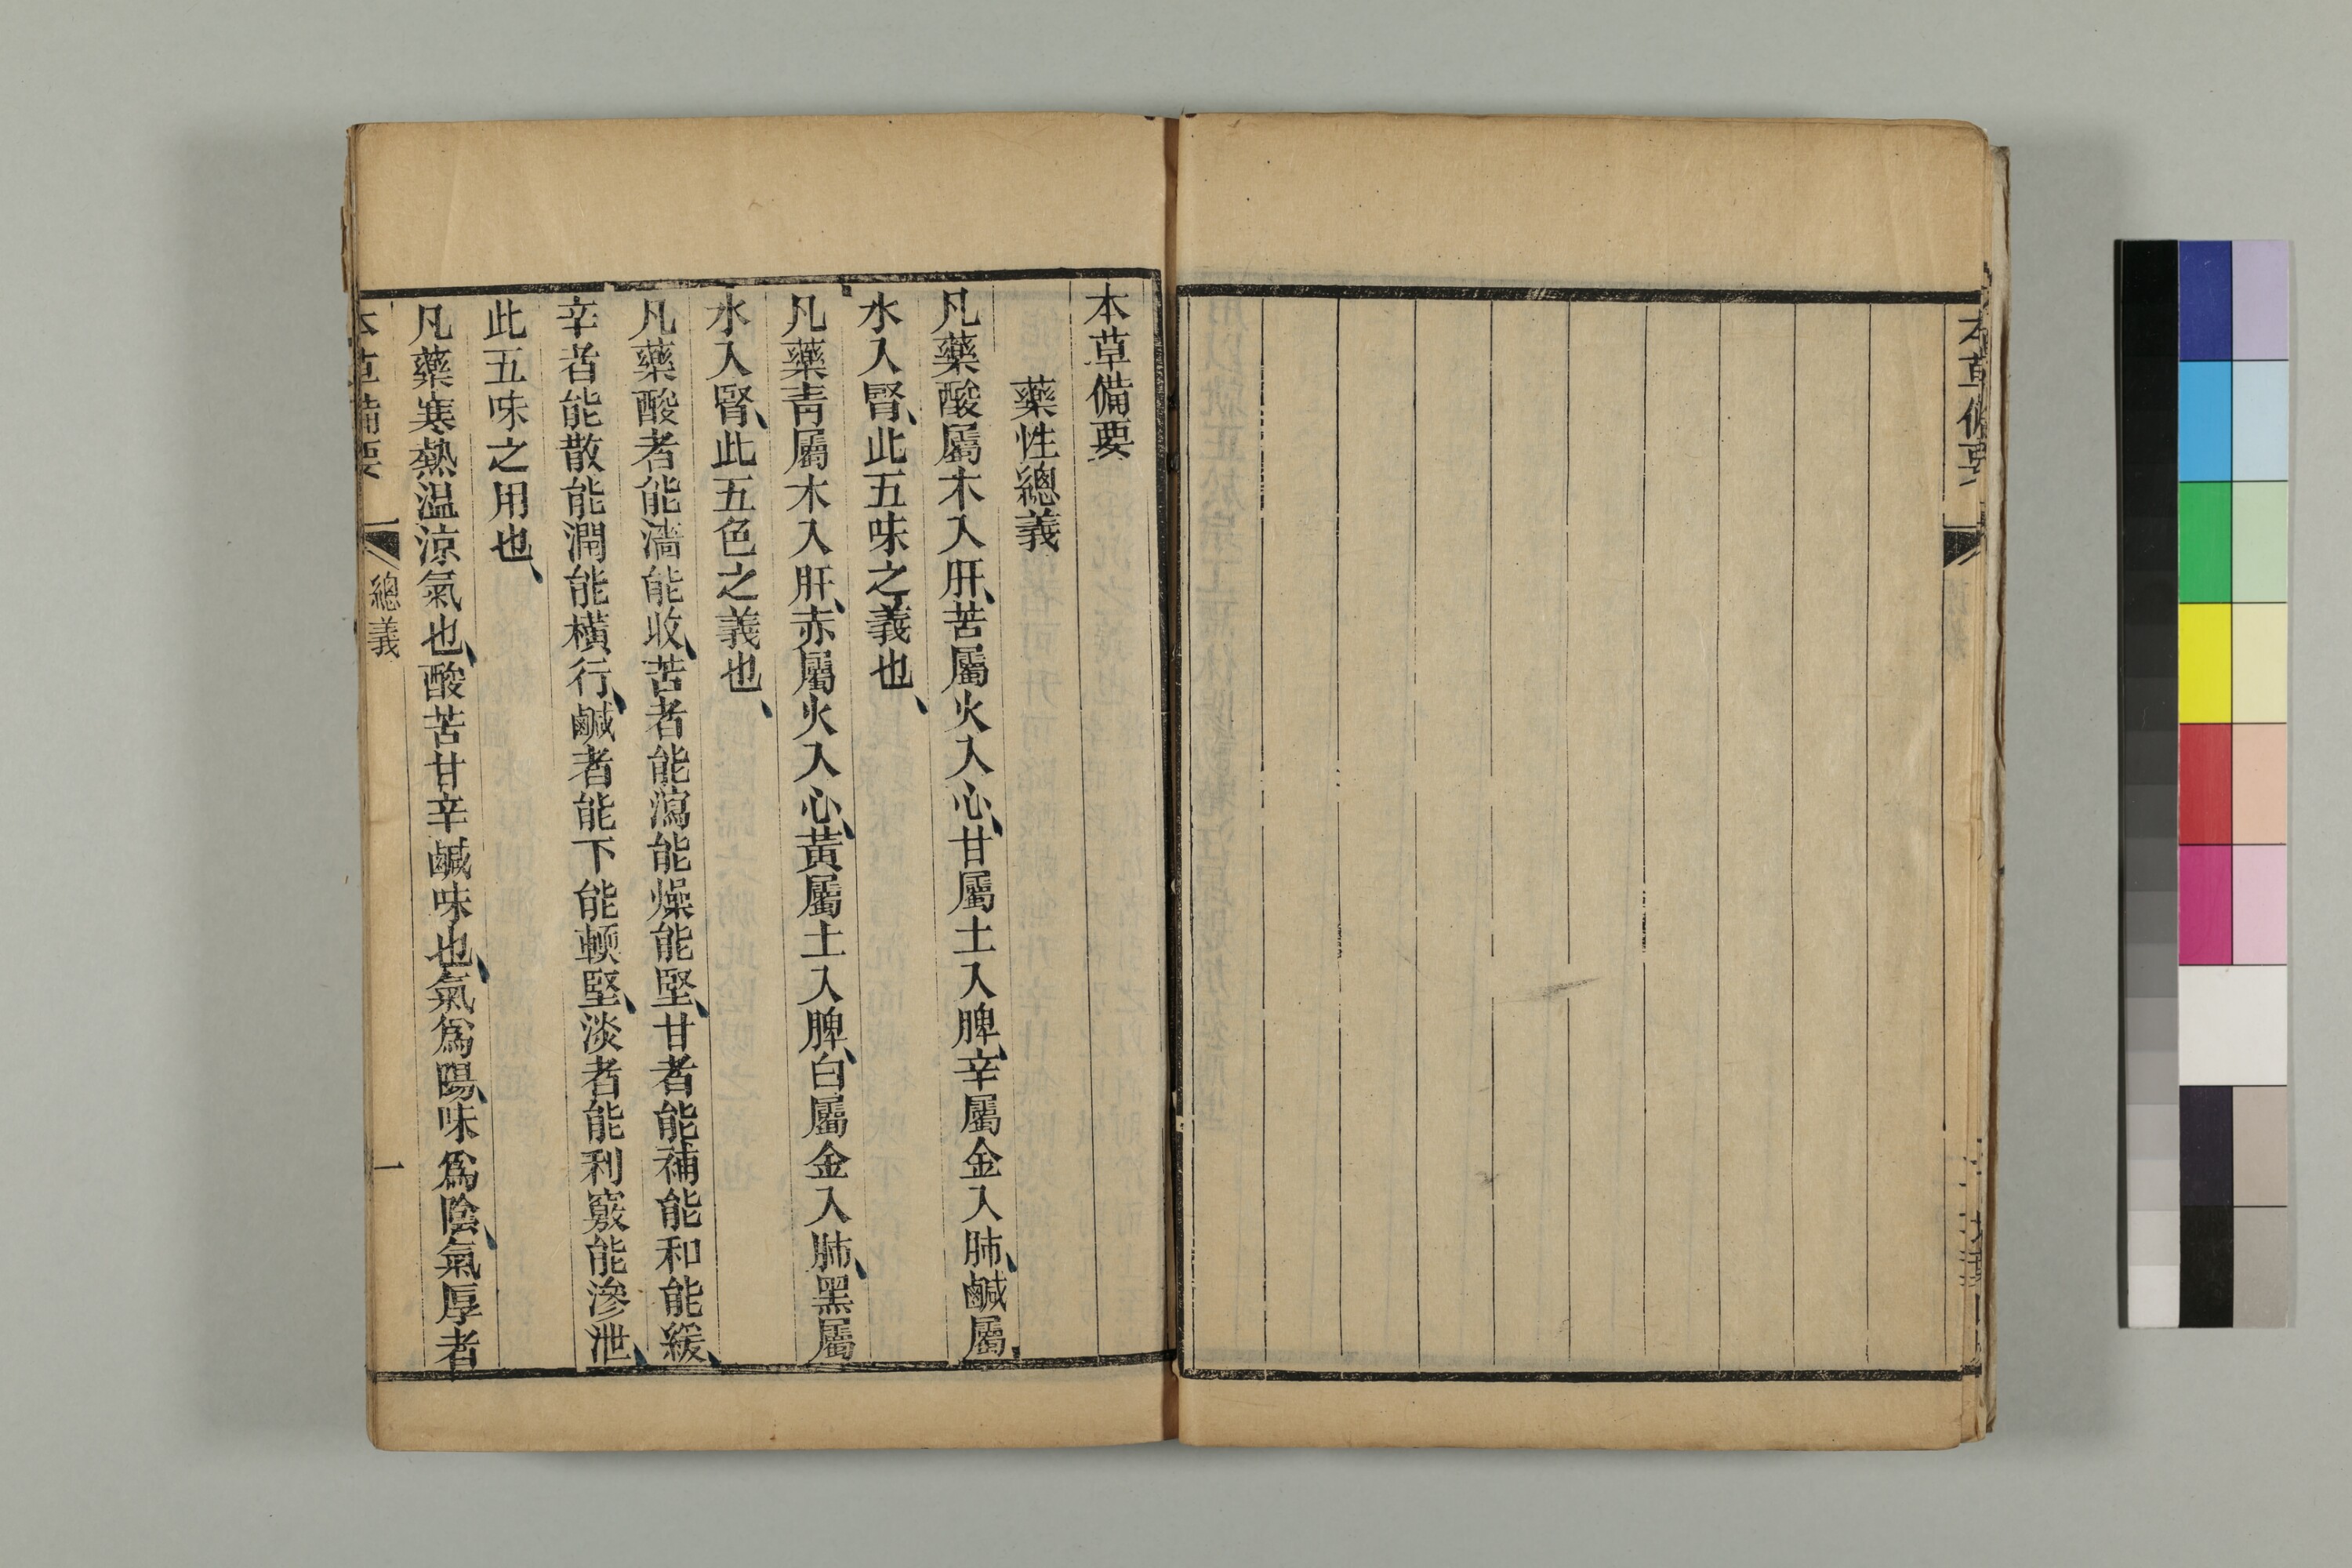 本草備要
本草備要
藥性總義
凡藥酸屬木入肝、苦屬火入心、甘屬土入脾、辛屬金入肺、鹹屬
水入腎、此五味之義也、
凡藥青屬木入肝、赤屬火入心、黃屬土入脾、白屬金入肺、黑屬
水入腎、此五色之義也、
凡藥酸者能濇能收、苦者能瀉能燥能堅、甘者能補能和能緩、
辛者能散能潤能橫行、鹹者能下能輭堅、淡者能利竅能滲泄、
此五味之用也、
凡藥寒熱温涼氣也、酸苦甘辛鹹味也、氣爲陽、味爲陰、氣厚者
本草備要 總義 一